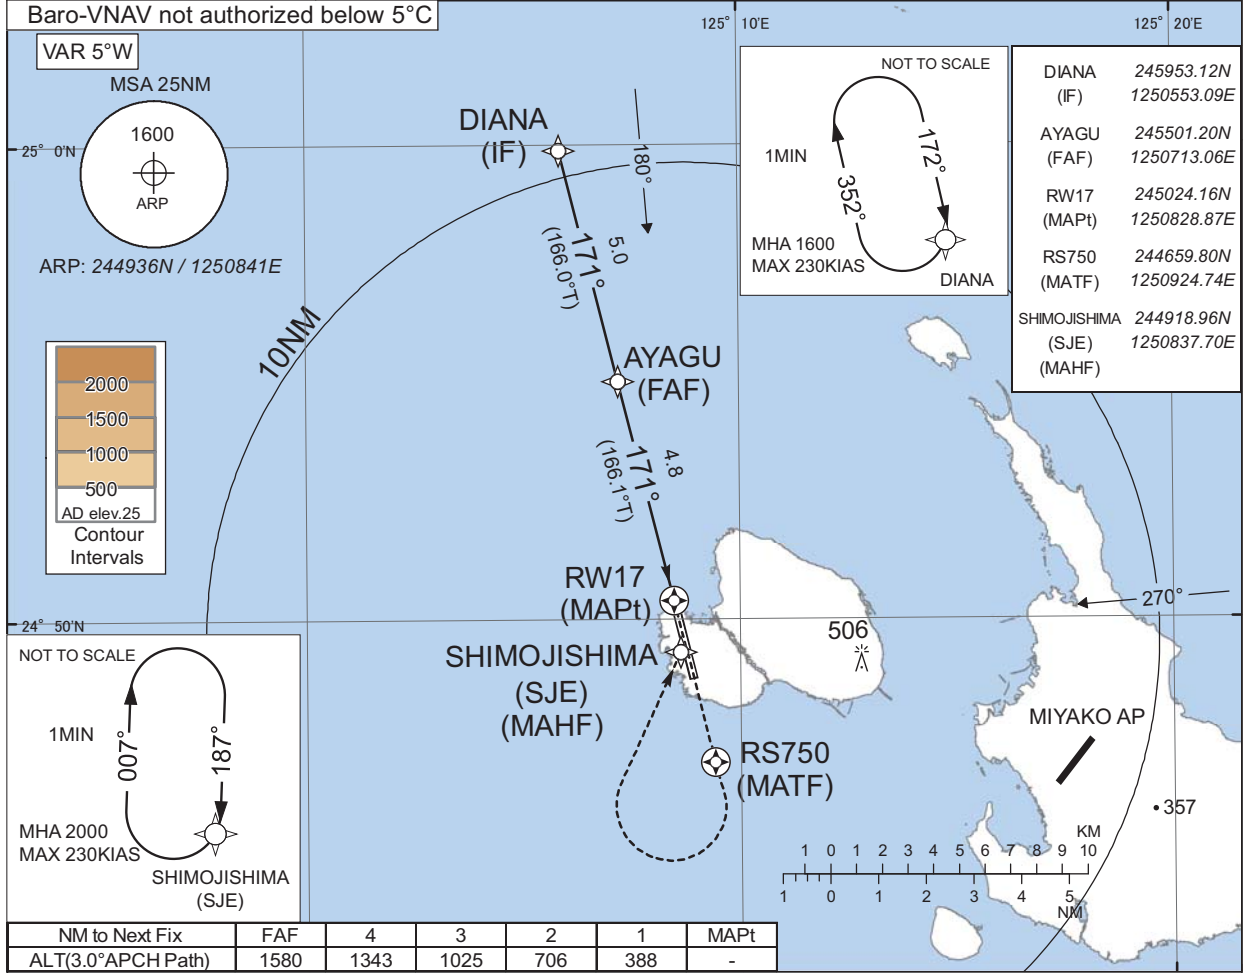 Baro-VNAV not authorized below 5°C
VAR 5°W
MSA 25NM
1600
ARP
ARP: 244936N / 1250841E
125° 10'E
125° 20'E
25° 0'N
24° 50'N
10NM
2000
1500
1000
500
AD elev.25
Contour
Intervals
DIANA
(IF)
180°
171°
5.0
(166.0°T)
AYAGU
(FAF)
171°
4.8
(166.1°T)
RW17
(MAPt)
SHIMOJISHIMA
(SJE)
(MAHF)
RS750
(MATF)
506
270°
MIYAKO AP
357
NOT TO SCALE
1MIN
172°
352°
MHA 1600
MAX 230KIAS
DIANA
DIANA 245953.12N
(IF) 1250553.09E
AYAGU 245501.20N
(FAF) 1250713.06E
RW17 245024.16N
(MAPt) 1250828.87E
RS750 244659.80N
(MATF) 1250924.74E
SHIMOJISHIMA 244918.96N
(SJE) 1250837.70E
(MAHF)
NOT TO SCALE
1MIN
007°
187°
MHA 2000
MAX 230KIAS
SHIMOJISHIMA
(SJE)
KM
1 0 1 2 3 4 5 6 7 8 9 10
1 0 1 2 3 4 5
NM
NM to Next Fix FAF 4 3 2 1 MAPt
ALT(3.0°APCH Path) 1580 1343 1025 706 388 -